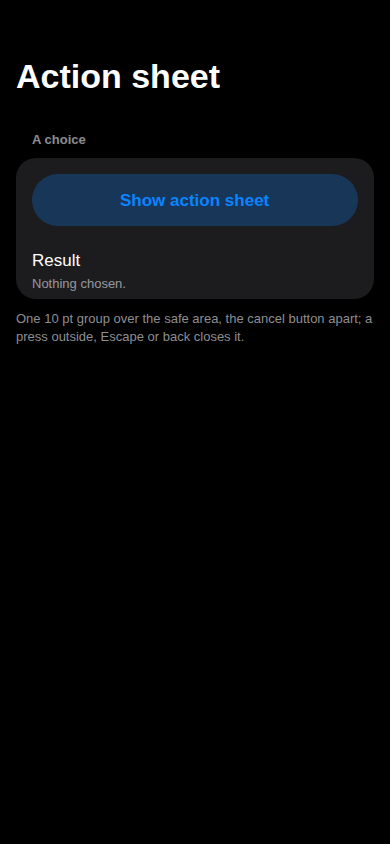 Action sheet
A choice
Show action sheet
Result
Nothing chosen.
One 10 pt group over the safe area, the cancel button apart; a
press outside, Escape or back closes it.